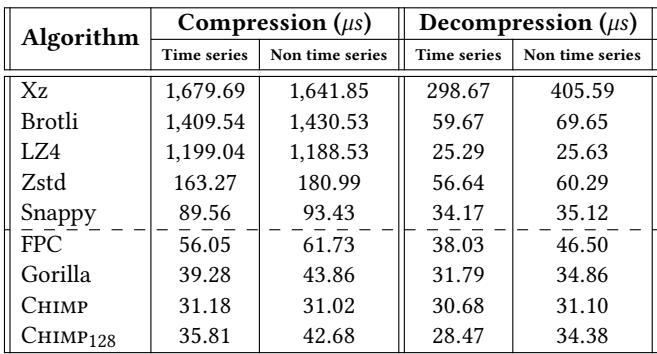 Algorithm Compression (μs) Decompression (μs)
Time series Non time series Time series Non time series
Xz 1,679.69 1,641.85 298.67 405.59
Brotli 1,409.54 1,430.53 59.67 69.65
LZ4 1,199.04 1,188.53 25.29 25.63
Zstd 163.27 180.99 56.64 60.29
Snappy 89.56 93.43 34.17 35.12
FPC 56.05 61.73 38.03 46.50
Gorilla 39.28 43.86 31.79 34.86
CHIMP 31.18 31.02 30.68 31.10
CHIMP128 35.81 42.68 28.47 34.38